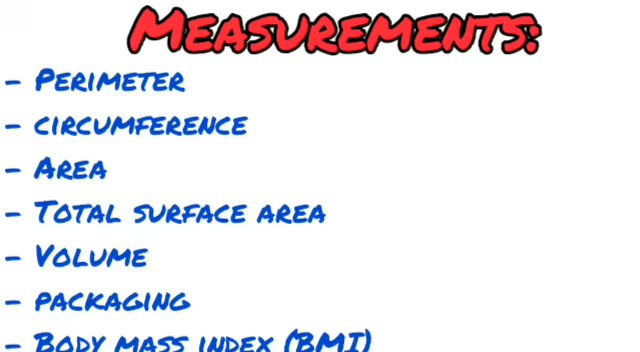 Measurements:
- Perimeter
- circumference
- Area
- Total surface area
- Volume
- packaging
- Body mass index (BMI)